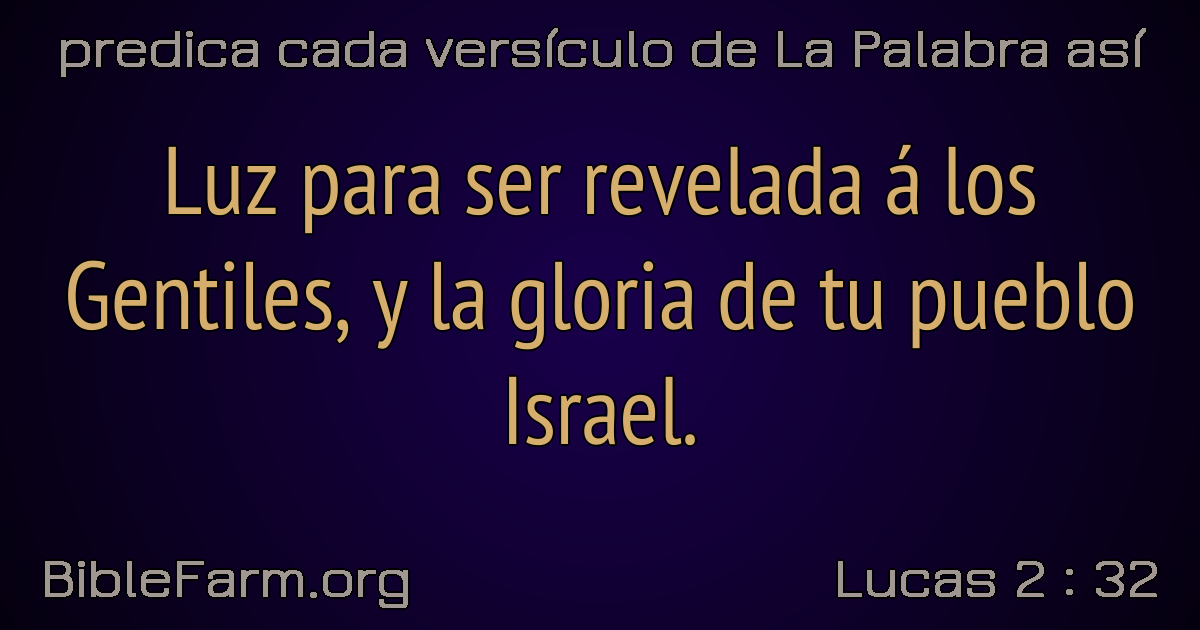 predica cada versículo de La Palabra así
Luz para ser revelada á los
Gentiles, y la gloria de tu pueblo
Israel.
BibleFarm.org
Lucas 2 : 32